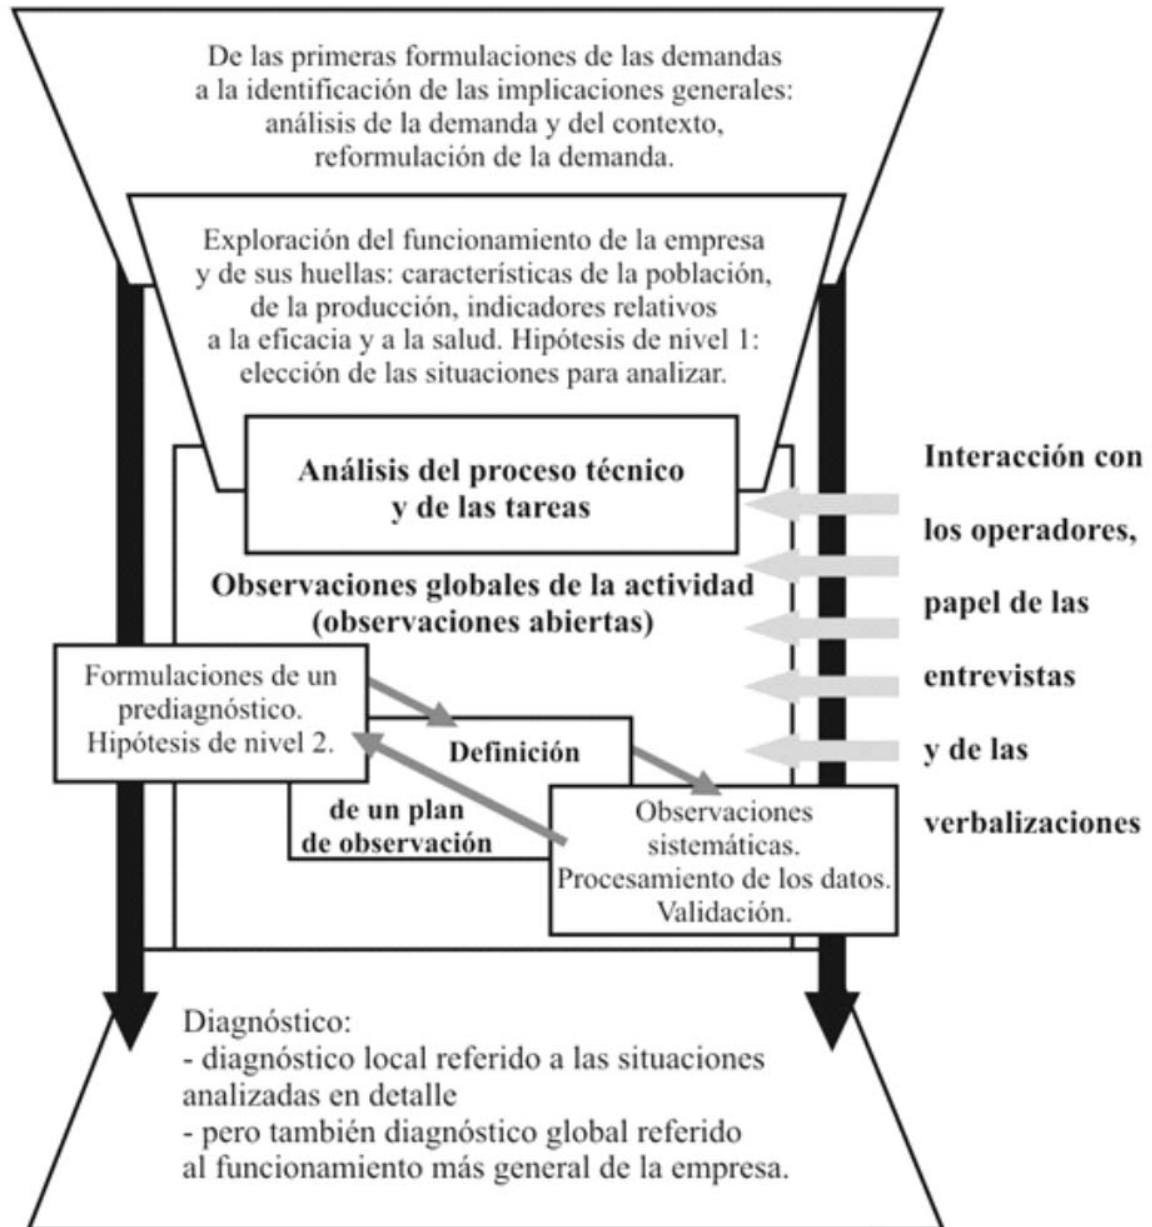 De las primeras formulaciones de las demandas
a la identificación de las implicaciones generales:
análisis de la demanda y del contexto,
reformulación de la demanda.
Exploración del funcionamiento de la empresa
y de sus huellas: características de la población,
de la producción, indicadores relativos
a la eficacia y a la salud. Hipótesis de nivel 1:
elección de las situaciones para analizar.
Análisis del proceso técnico
y de las tareas
Observaciones globales de la actividad
(observaciones abiertas)
Formulaciones de un
prediagnóstico.
Hipótesis de nivel 2.
Definición
de un plan
de observación
Observaciones
sistemáticas.
Procesamiento de los datos.
Validación.
Interacción con
los operadores,
papel de las
entrevistas
y de las
verbalizaciones
Diagnóstico:
- diagnóstico local referido a las situaciones
analizadas en detalle
- pero también diagnóstico global referido
al funcionamiento más general de la empresa.